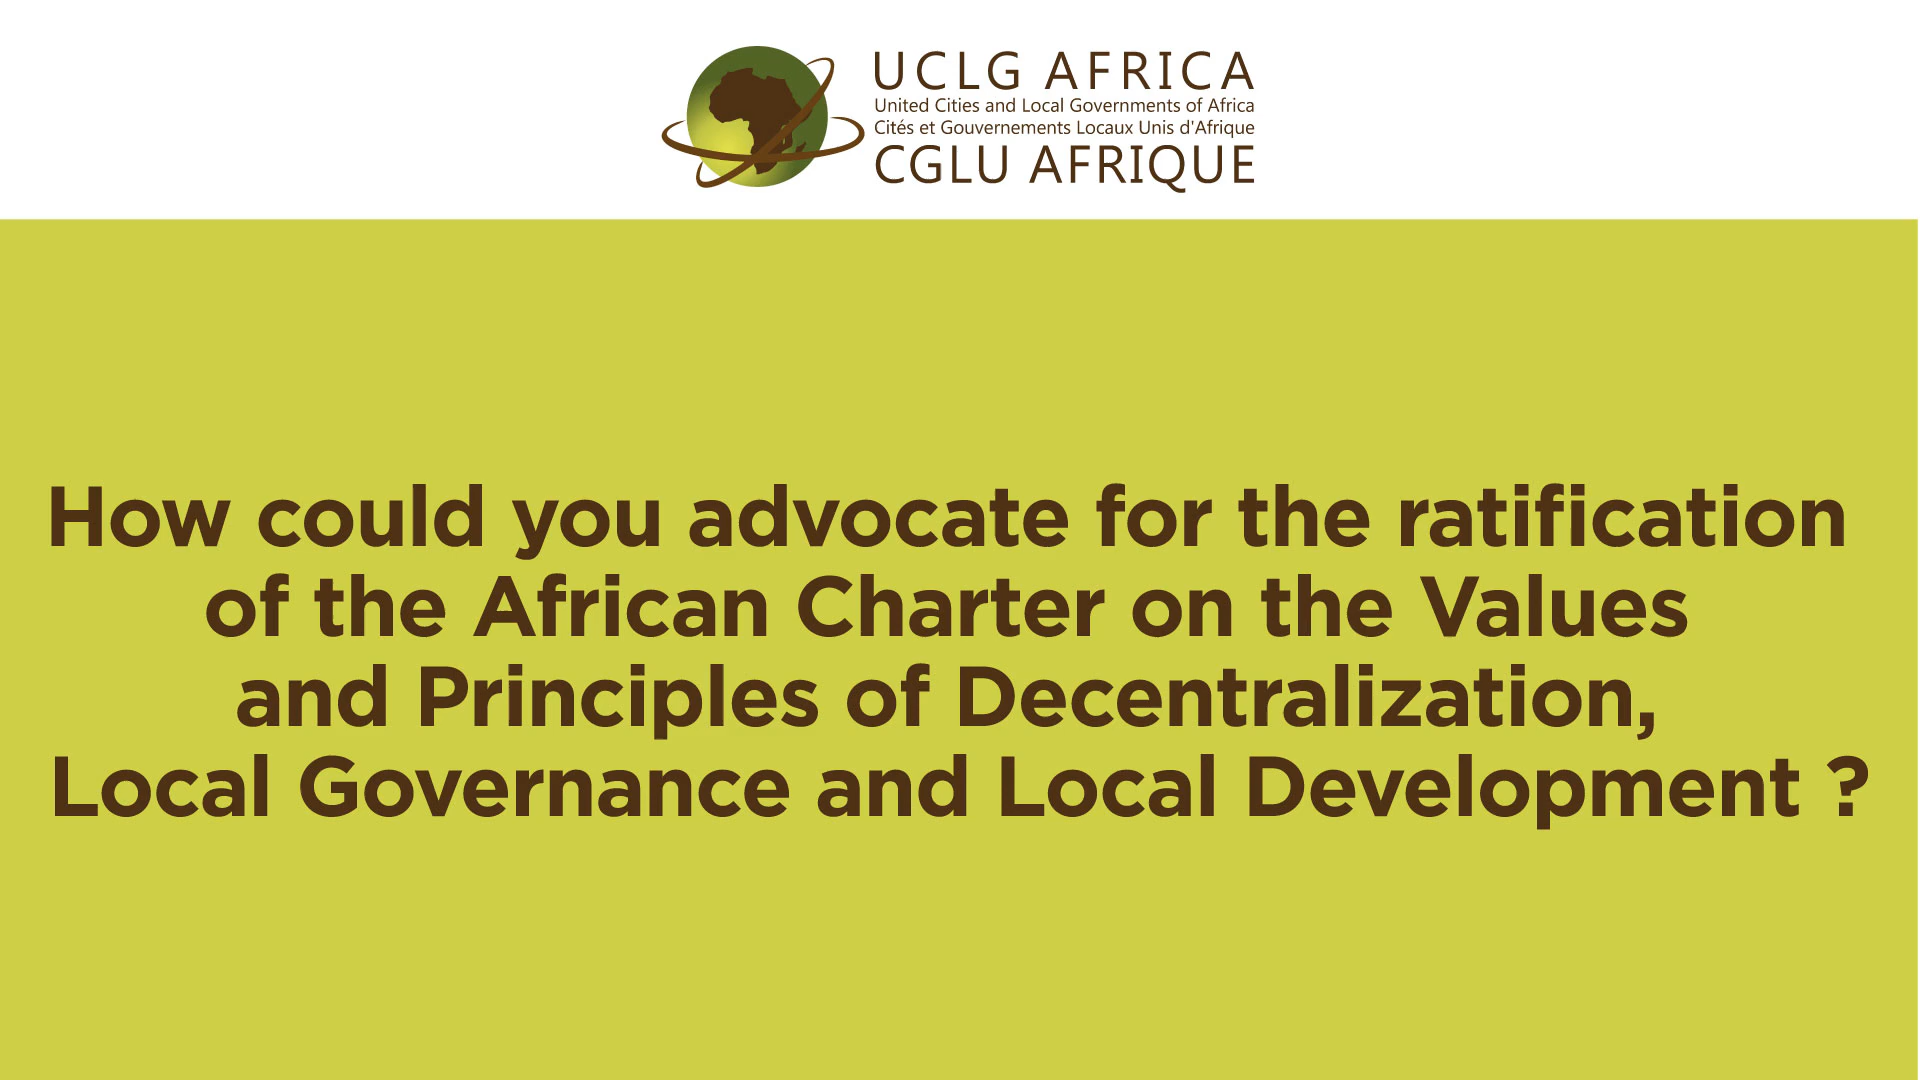 UCLG AFRICA
United Cities and Local Governments of Africa
Cités et Gouvernements Locaux Unis d'Afrique
CGLU AFRIQUE
How could you advocate for the ratification
of the African Charter on the Values
and Principles of Decentralization,
Local Governance and Local Development ?